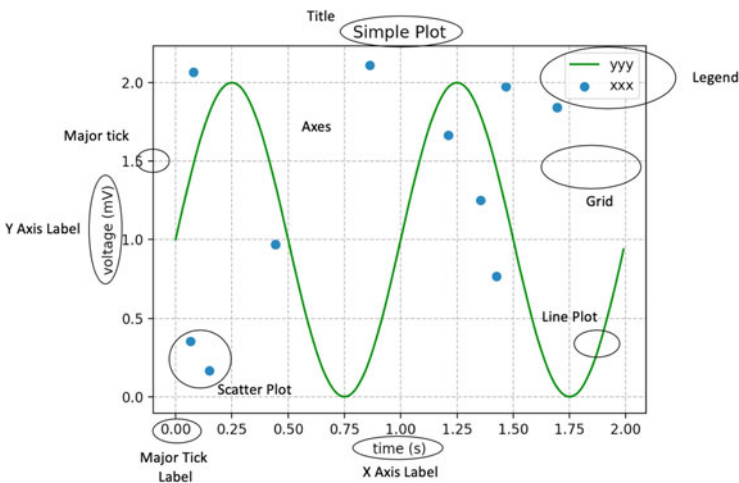 Title
Simple Plot
yyy
xxx
Legend
2.0
Axes
Major tick
1.5
Grid
Y Axis Label
voltage (mV)
1.0
0.5
Line Plot
Scatter Plot
0.0
0.00 0.25 0.50 0.75 1.00 1.25 1.50 1.75 2.00
time (s)
Major Tick
Label
X Axis Label